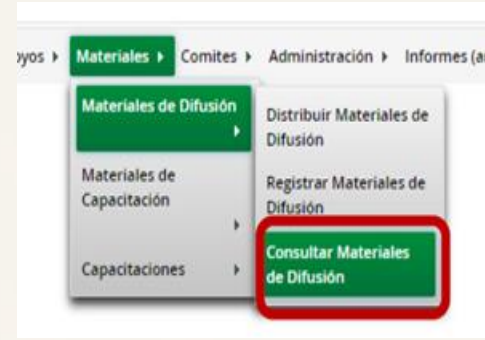 Materiales Comites Administración Informes
Materiales de Difusión
Materiales de
Capacitación
Capacitaciones
Distribuir Materiales de
Difusión
Registrar Materiales de
Difusión
Consultar Materiales
de Difusión